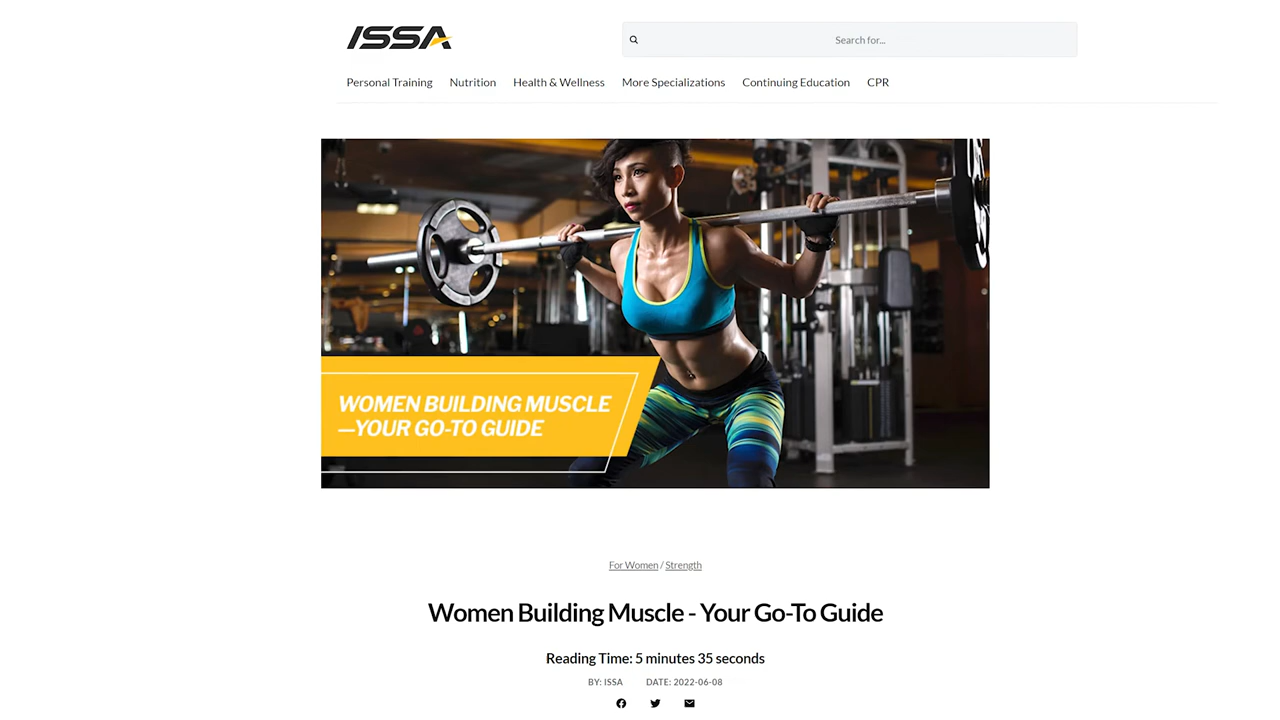 ISSA
Search for...
Personal Training Nutrition Health & Wellness More Specializations Continuing Education CPR
WOMEN BUILDING MUSCLE
—YOUR GO-TO GUIDE
For Women / Strength
Women Building Muscle - Your Go-To Guide
Reading Time: 5 minutes 35 seconds
BY: ISSA DATE: 2022-06-08